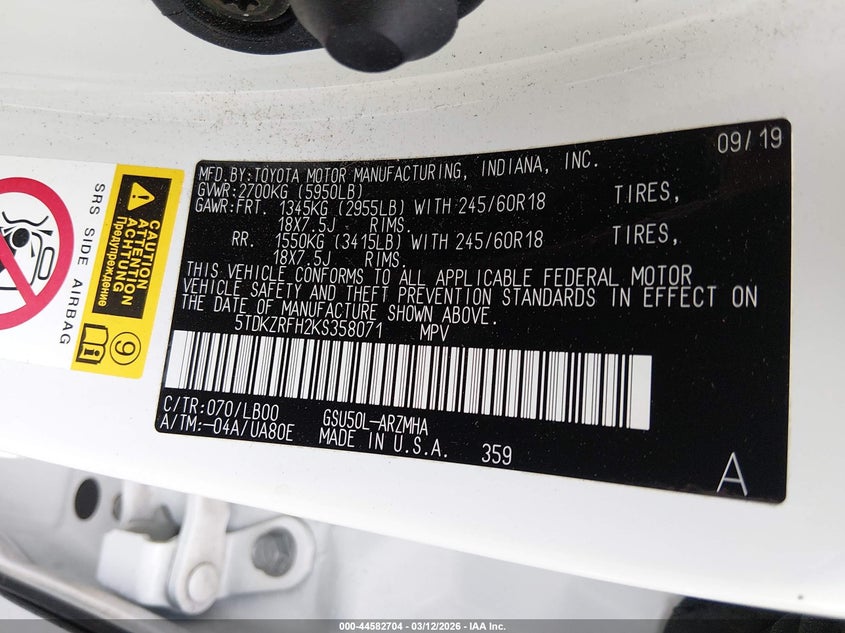 09/19
MFD.BY:TOYOTA MOTOR MANUFACTURING, INDIANA, INC.
GVWR:2700KG (5950LB)
GAWR:FRT. 1345KG (2955LB) WITH 245/60R18 TIRES,
18X7.5J RIMS.
RR. 1550KG (3415LB) WITH 245/60R18 TIRES,
18X7.5J RIMS.
THIS VEHICLE CONFORMS TO ALL APPLICABLE FEDERAL MOTOR
VEHICLE SAFETY AND THEFT PREVENTION STANDARDS IN EFFECT ON
THE DATE OF MANUFACTURE SHOWN ABOVE.
5TDKZRFH2KS358071 MPV
C/TR:070/LB00 GSU50L-ARZMHA
A/TM:-04A/UA80E MADE IN U.S.A. 359
A
SRS SIDE AIRBAG
CAUTION
ATTENTION
ACHTUNG
Предупреждение
9
000-44582704 - 03/12/2026 - IAA Inc.